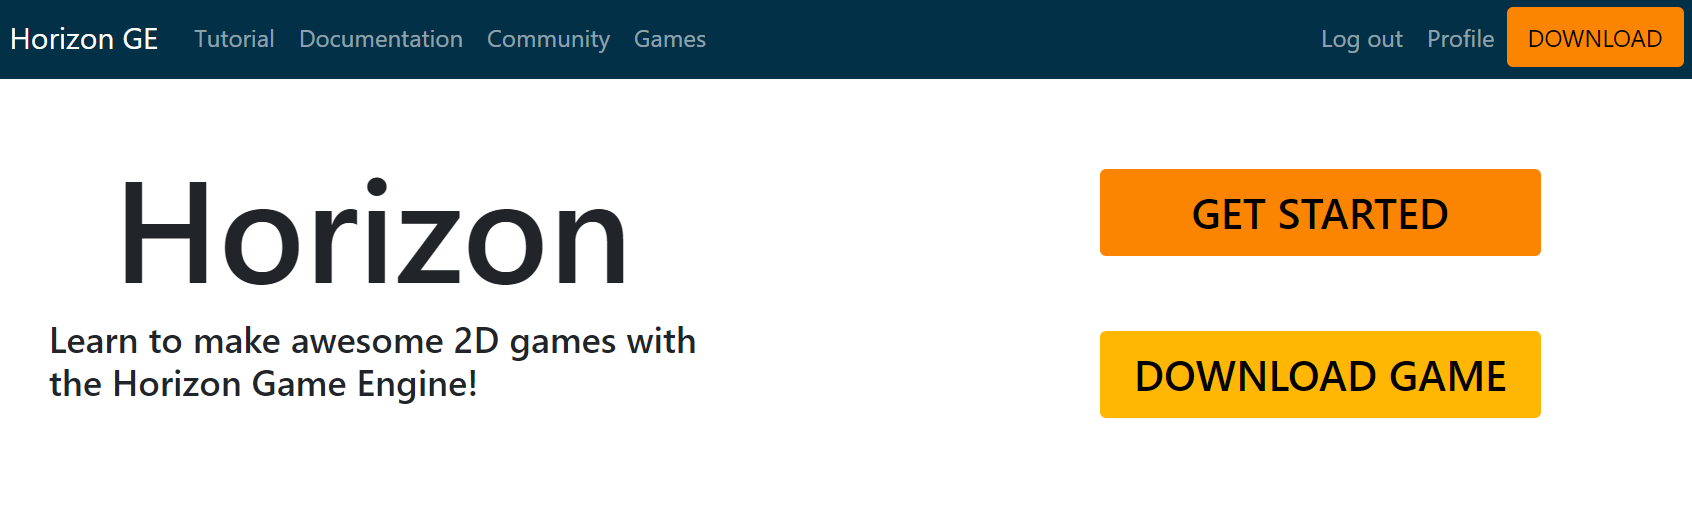 Horizon GE Tutorial Documentation Community Games Log out Profile DOWNLOAD
Horizon
Learn to make awesome 2D games with
the Horizon Game Engine!
GET STARTED
DOWNLOAD GAME